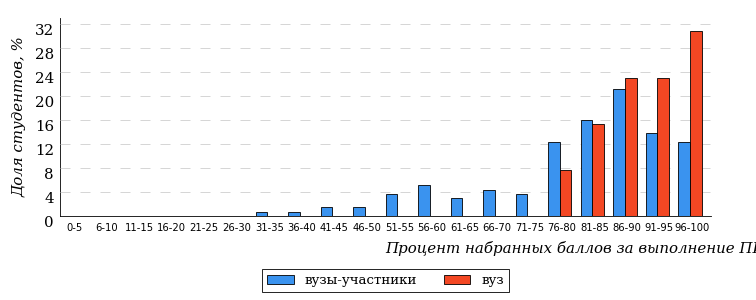 Доля студентов, %
32
28
24
20
16
12
8
4
0
0-5 6-10 11-15 16-20 21-25 26-30 31-35 36-40 41-45 46-50 51-55 56-60 61-65 66-70 71-75 76-80 81-85 86-90 91-95 96-100
Процент набранных баллов за выполнение
вузы-участники вуз